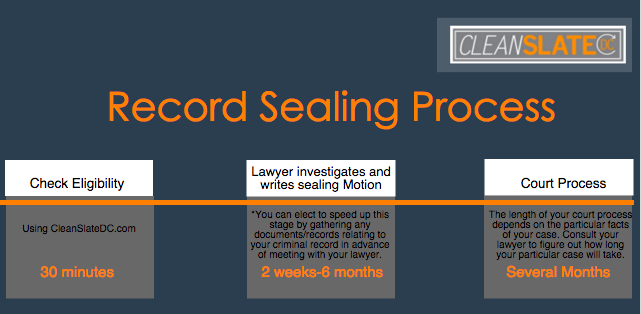 CLEANSLATE DC
Record Sealing Process
Check Eligibility
Using CleanSlateDC.com
30 minutes
Lawyer investigates and
writes sealing Motion
*You can elect to speed up this
stage by gathering any
documents/records relating to
your criminal record in advance
of meeting with your lawyer.
2 weeks-6 months
Court Process
The length of your court process
depends on the particular facts
of your case. Consult your
lawyer to figure out how long
your particular case will take.
Several Months